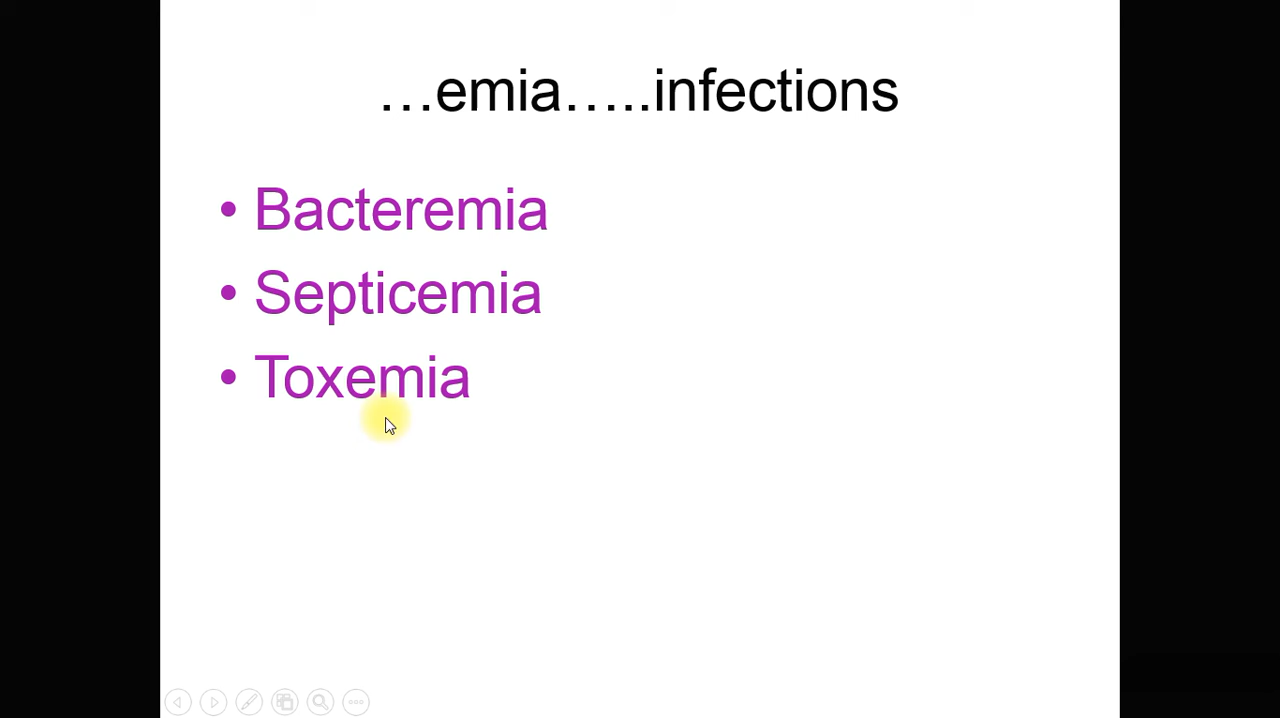 …emia…..infections
• Bacteremia
• Septicemia
• Toxemia